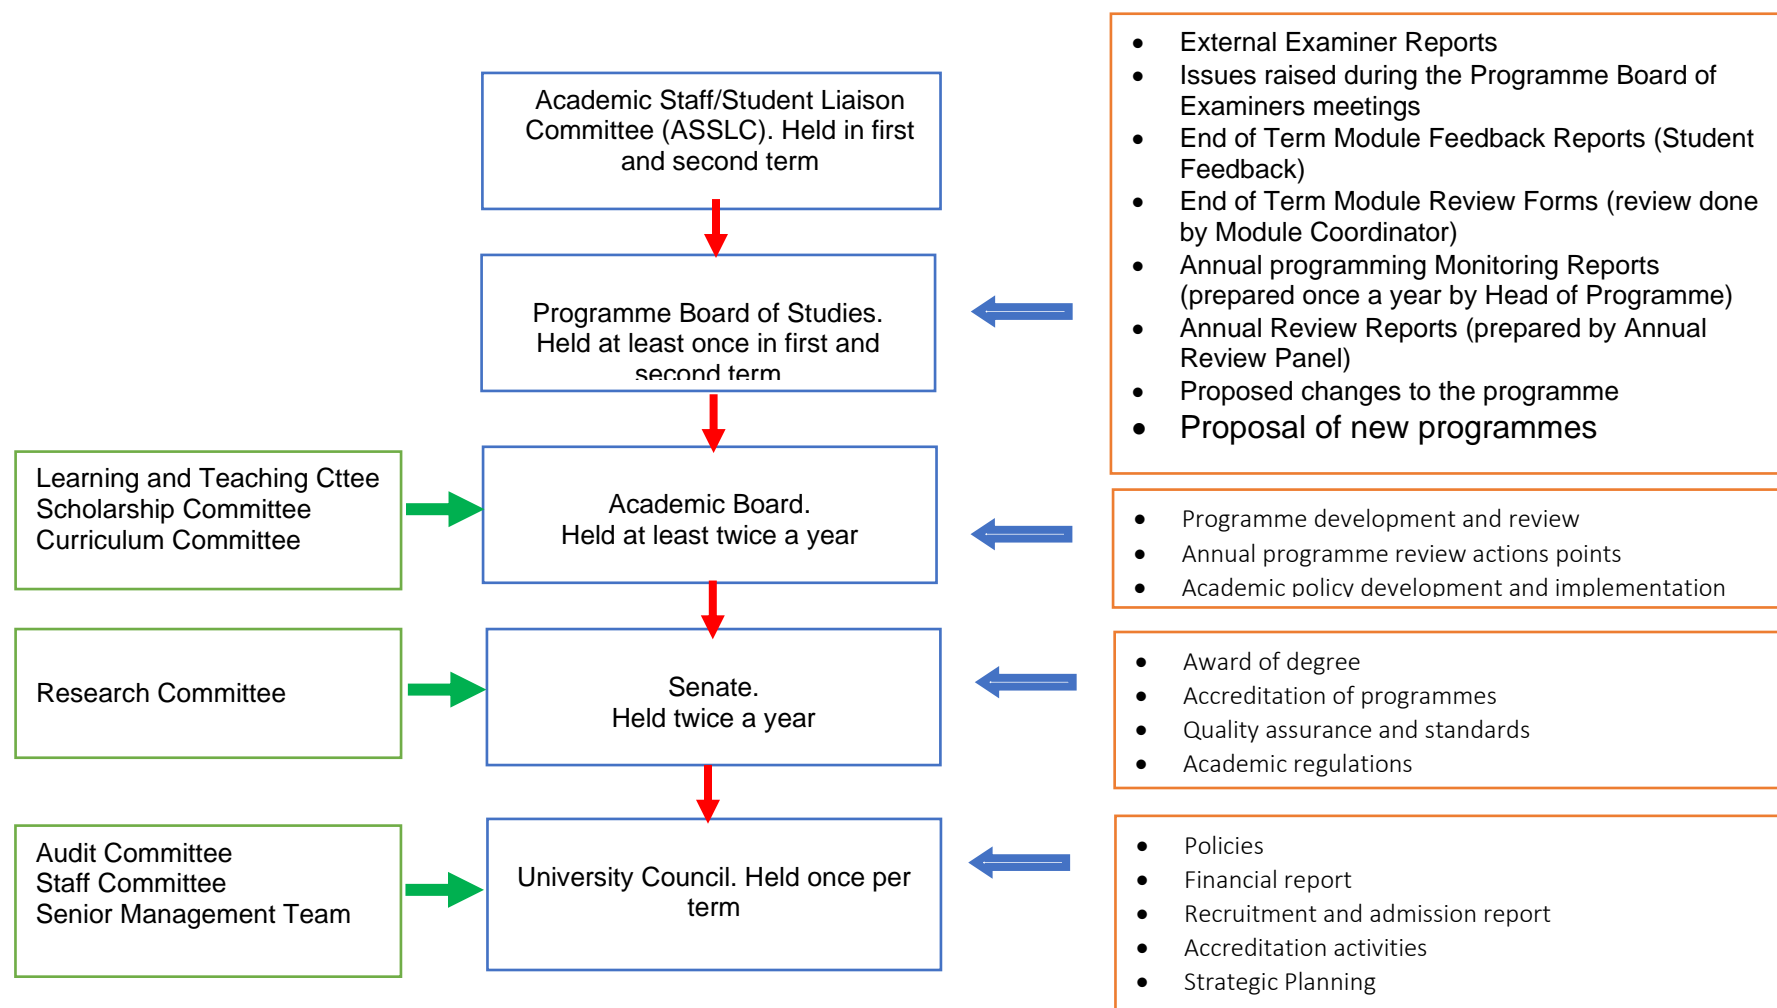 Academic Staff/Student Liaison
Committee (ASSLC). Held in first
and second term
Programme Board of Studies.
Held at least once in first and
second term
Academic Board.
Held at least twice a year
Senate.
Held twice a year
University Council. Held once per
term
Learning and Teaching Cttee
Scholarship Committee
Curriculum Committee
Research Committee
Audit Committee
Staff Committee
Senior Management Team
• External Examiner Reports
• Issues raised during the Programme Board of
Examiners meetings
• End of Term Module Feedback Reports (Student
Feedback)
• End of Term Module Review Forms (review done
by Module Coordinator)
• Annual programming Monitoring Reports
(prepared once a year by Head of Programme)
• Annual Review Reports (prepared by Annual
Review Panel)
• Proposed changes to the programme
• Proposal of new programmes
• Programme development and review
• Annual programme review actions points
• Academic policy development and implementation
• Award of degree
• Accreditation of programmes
• Quality assurance and standards
• Academic regulations
• Policies
• Financial report
• Recruitment and admission report
• Accreditation activities
• Strategic Planning